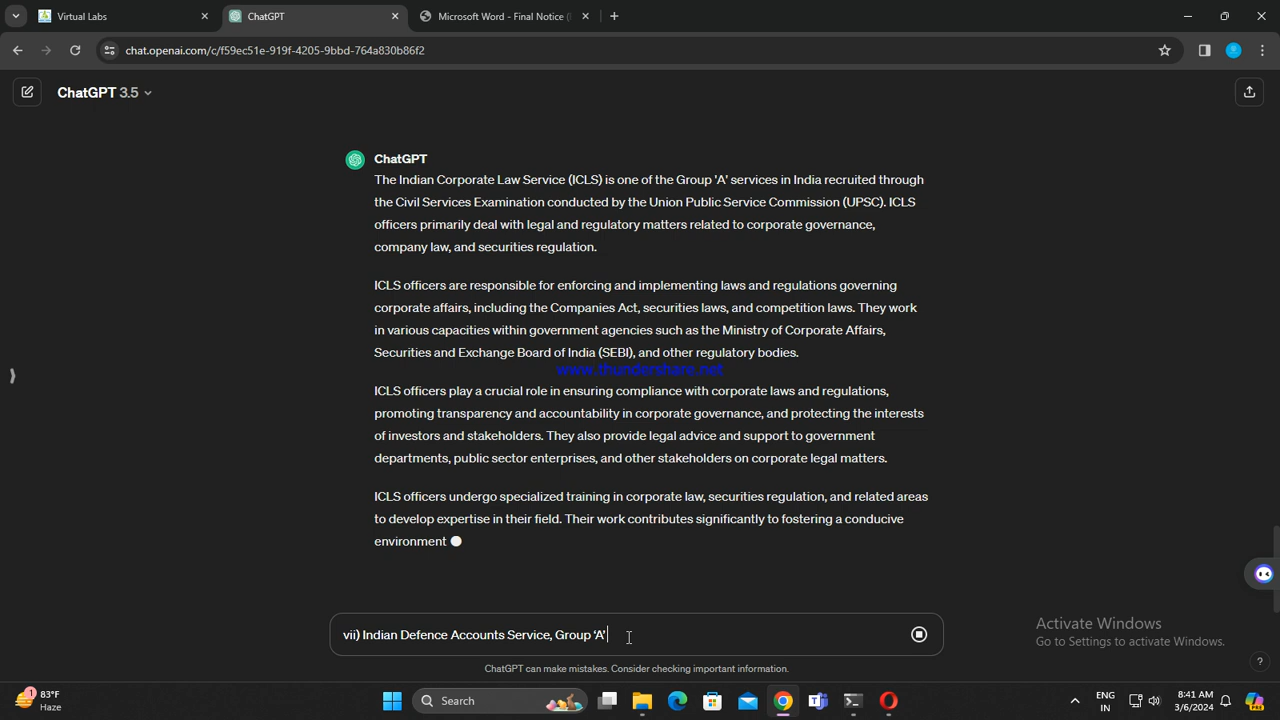 Virtual Labs
ChatGPT
Microsoft Word - Final Notice (
chat.openai.com/c/f59ec51e-919f-4205-9bbd-764a830b86f2
ChatGPT 3.5
ChatGPT
The Indian Corporate Law Service (ICLS) is one of the Group 'A' services in India recruited through
the Civil Services Examination conducted by the Union Public Service Commission (UPSC). ICLS
officers primarily deal with legal and regulatory matters related to corporate governance,
company law, and securities regulation.
ICLS officers are responsible for enforcing and implementing laws and regulations governing
corporate affairs, including the Companies Act, securities laws, and competition laws. They work
in various capacities within government agencies such as the Ministry of Corporate Affairs,
Securities and Exchange Board of India (SEBI), and other regulatory bodies.
www.thundershare.net
ICLS officers play a crucial role in ensuring compliance with corporate laws and regulations,
promoting transparency and accountability in corporate governance, and protecting the interests
of investors and stakeholders. They also provide legal advice and support to government
departments, public sector enterprises, and other stakeholders on corporate legal matters.
ICLS officers undergo specialized training in corporate law, securities regulation, and related areas
to develop expertise in their field. Their work contributes significantly to fostering a conducive
environment
vii) Indian Defence Accounts Service, Group ‘A’
Activate Windows
Go to Settings to activate Windows.
ChatGPT can make mistakes. Consider checking important information.
?
1
83°F
Haze
Search
ENG
IN
8:41 AM
3/6/2024
PRE